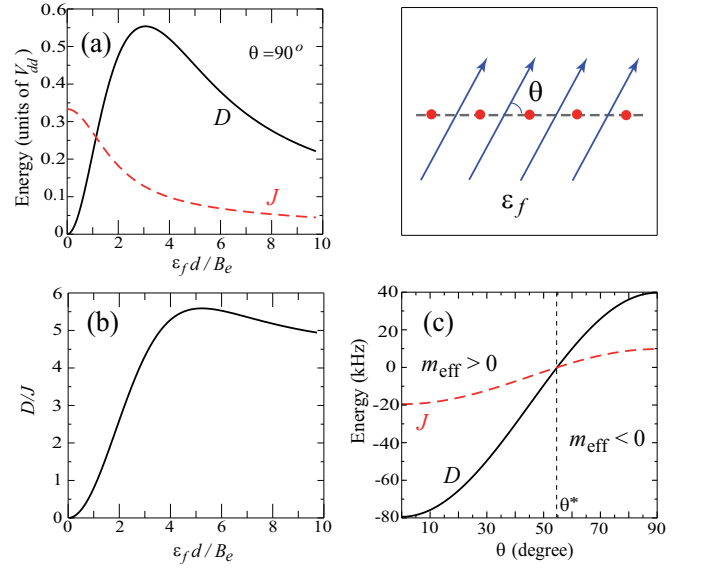 0.6
0.5
0.4
0.3
0.2
0.1
0
Energy (units of V_dd)
(a)
θ = 90°
D
J
0 2 4 6 8 10
ε_f d / B_e
θ
ε_f
6
5
4
3
2
1
0
D/J
(b)
0 2 4 6 8 10
ε_f d / B_e
40
20
0
-20
-40
-60
-80
Energy (kHz)
(c)
m_eff > 0
J
m_eff < 0
D
θ*
10 30 50 70 90
θ (degree)